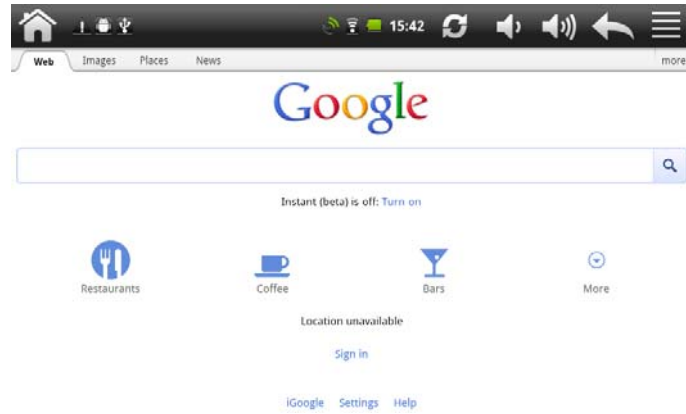 15:42
Web Images Places News more
Google
Instant (beta) is off: Turn on
Restaurants Coffee Bars More
Location unavailable
Sign in
iGoogle Settings Help